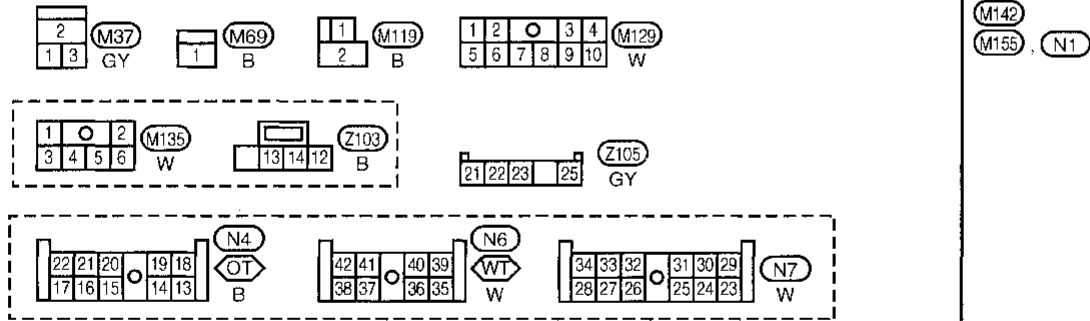 2
1 3
M37
GY
1
M69
B
1
2
M119
B
1 2 3 4
5 6 7 8 9 10
M129
W
M142
M155 , N1
1 2
3 4 5 6
M135
W
13 14 12
Z103
B
21 22 23 25
Z105
GY
22 21 20 19 18
17 16 15 14 13
N4
OT
B
42 41 40 39
38 37 36 35
N6
WT
W
34 33 32 31 30 29
28 27 26 25 24 23
N7
W